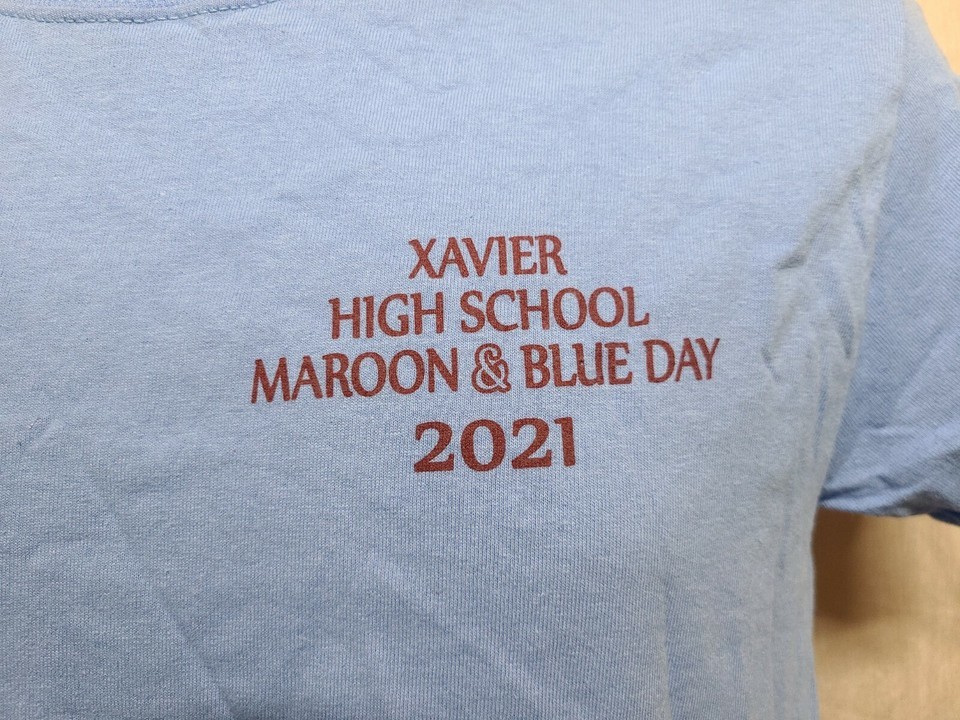 XAVIER
HIGH SCHOOL
MAROON & BLUE DAY
2021